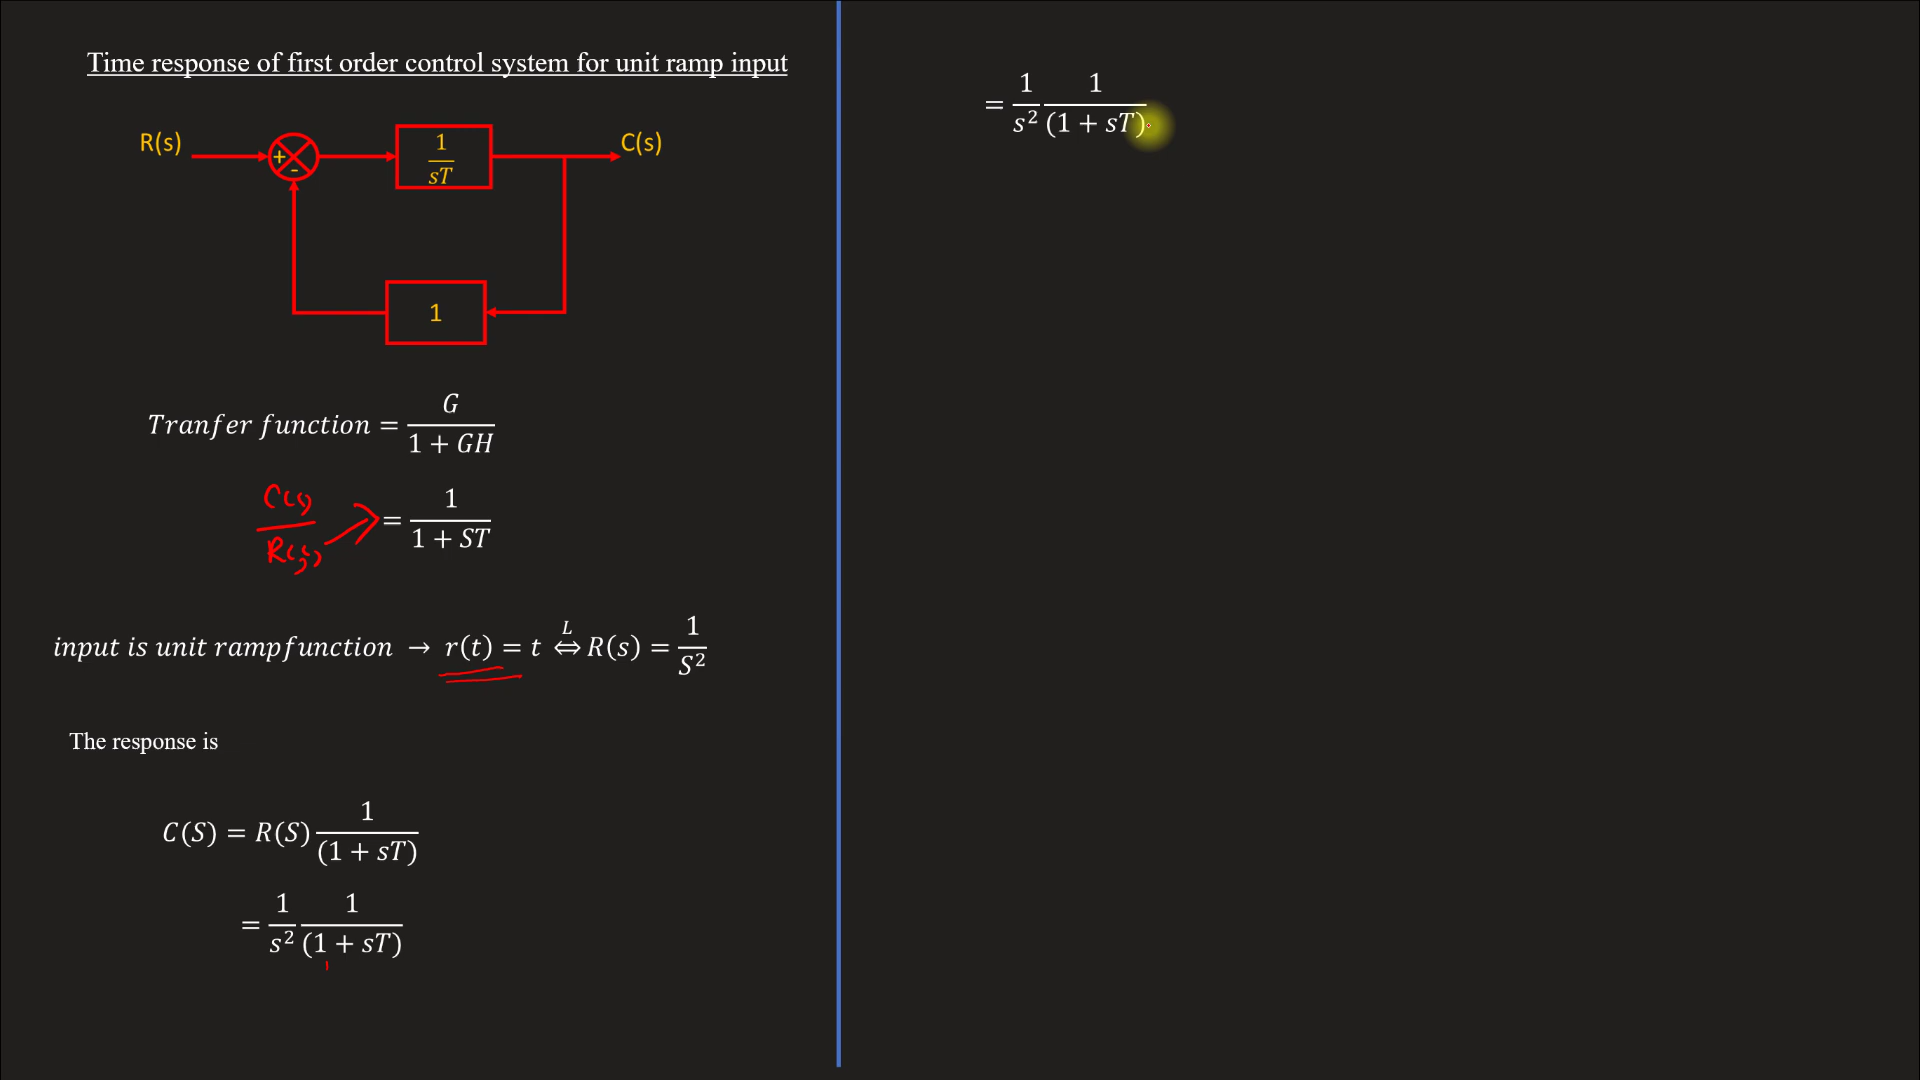 Time response of first order control system for unit ramp input
R(s) + - 1/sT C(s)
1
Tranfer function = G/(1 + GH)
C(s)/R(s) = 1/(1 + ST)
input is unit rampfunction → r(t) = t ⇔ᴸ R(s) = 1/S²
The response is
C(S) = R(S) 1/(1 + sT)
= 1/s² 1/(1 + sT)
= 1/s² 1/(1 + sT)